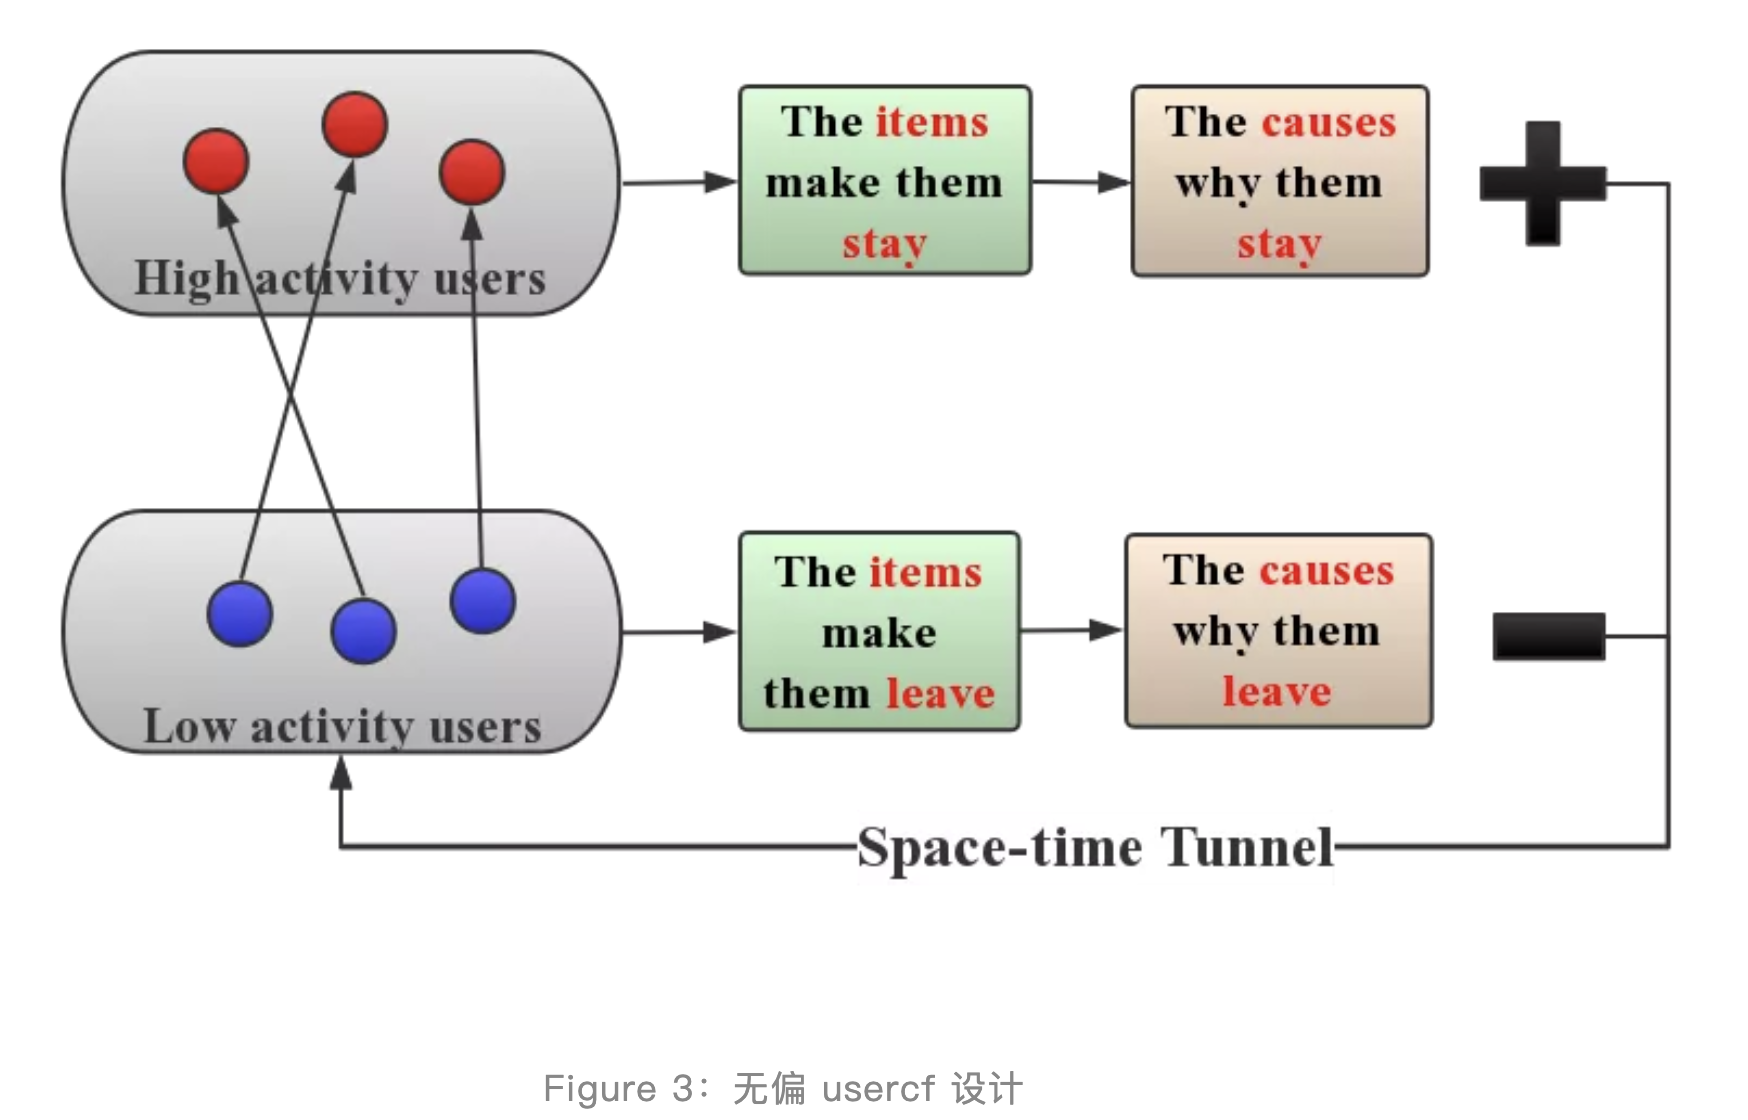 High activity users
The items
make them
stay
The causes
why them
stay
Low activity users
The items
make
them leave
The causes
why them
leave
Space-time Tunnel
Figure 3：无偏 usercf 设计